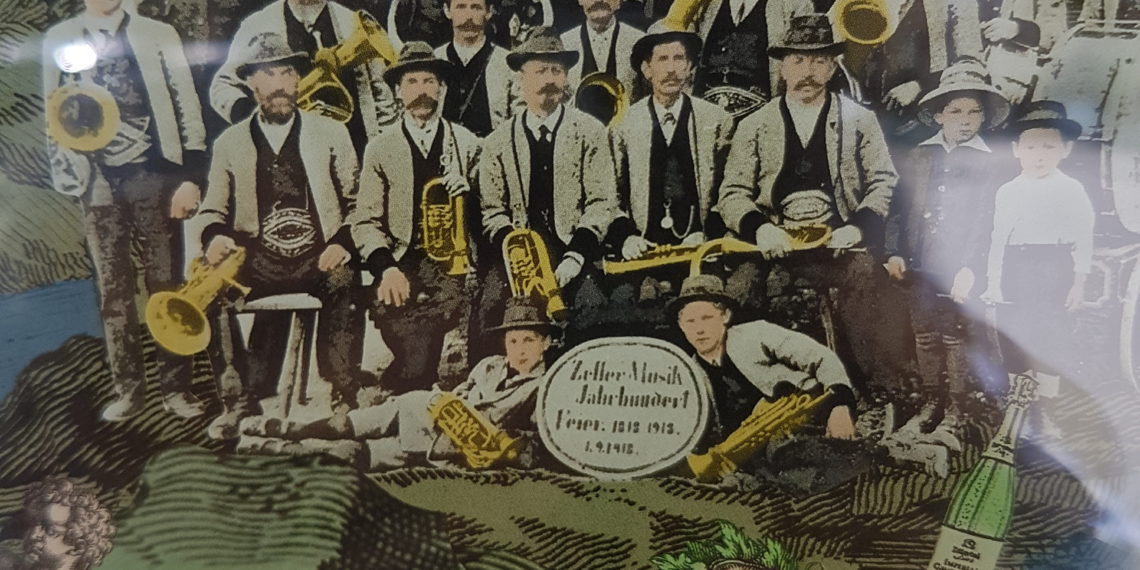 Zeller-Musik
Jahrhundert
Feier. 1818-1918.
1.9.1918.